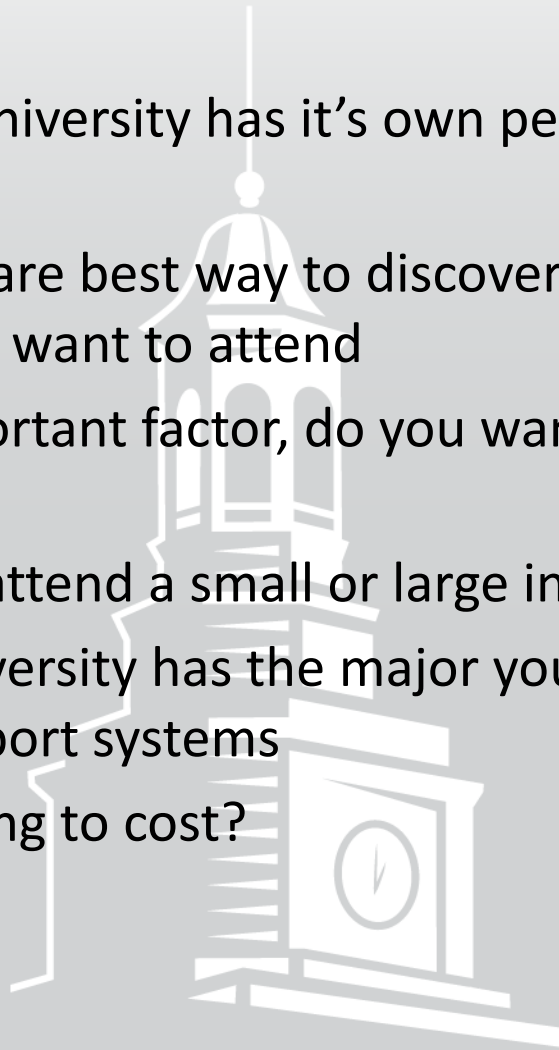 niversity has it’s own pe
are best way to discover
want to attend
ortant factor, do you wan
attend a small or large in
versity has the major you
port systems
ng to cost?